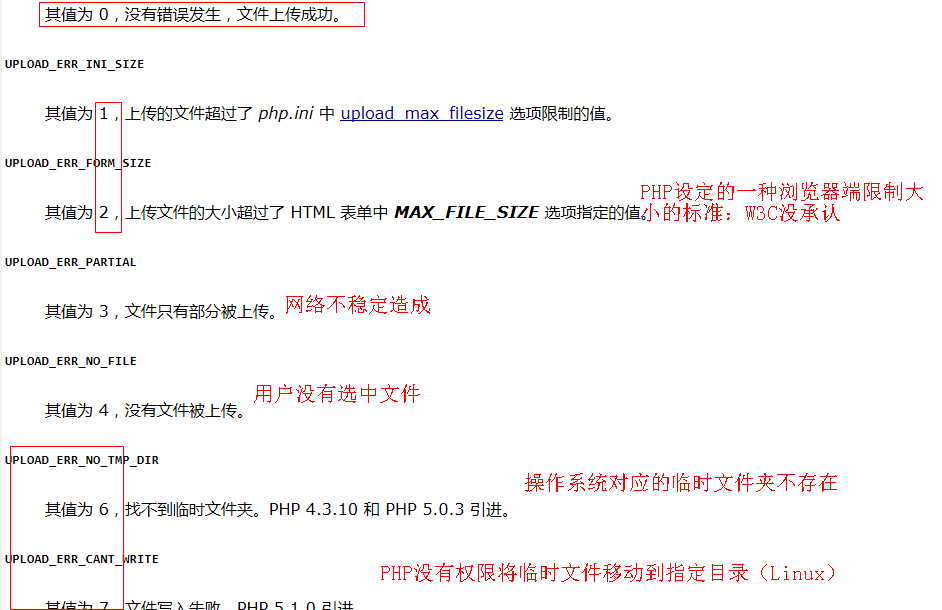 其值为 0，没有错误发生，文件上传成功。
UPLOAD_ERR_INI_SIZE
其值为 1，上传的文件超过了 php.ini 中 upload_max_filesize 选项限制的值。
UPLOAD_ERR_FORM_SIZE
PHP设定的一种浏览器端限制大
小的标准：W3C没承认
其值为 2，上传文件的大小超过了 HTML 表单中 MAX_FILE_SIZE 选项指定的值。
UPLOAD_ERR_PARTIAL
其值为 3，文件只有部分被上传。
网络不稳定造成
UPLOAD_ERR_NO_FILE
用户没有选中文件
其值为 4，没有文件被上传。
UPLOAD_ERR_NO_TMP_DIR
操作系统对应的临时文件夹不存在
其值为 6，找不到临时文件夹。PHP 4.3.10 和 PHP 5.0.3 引进。
UPLOAD_ERR_CANT_WRITE
PHP没有权限将临时文件移动到指定目录（Linux）
其值为 7，文件写入失败。PHP 5.1.0 引进